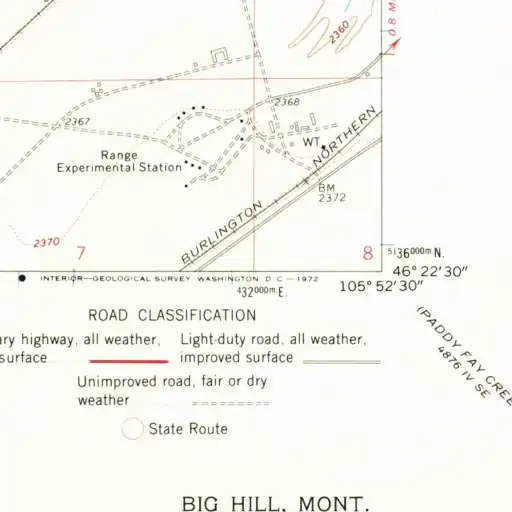 2360
0.8 M
2368
2367
WT
NORTHERN
Range
Experimental Station
BM
2372
BURLINGTON
2370
7
8
5136000m N.
INTERIOR—GEOLOGICAL SURVEY WASHINGTON D C — 1972
46° 22′ 30″
432000m E.
105° 52′ 30″
ROAD CLASSIFICATION
ary highway, all weather,
surface
Light-duty road, all weather,
improved surface
Unimproved road, fair or dry
weather
State Route
(PADDY FAY CREE
4876 IV SE
BIG HILL, MONT.